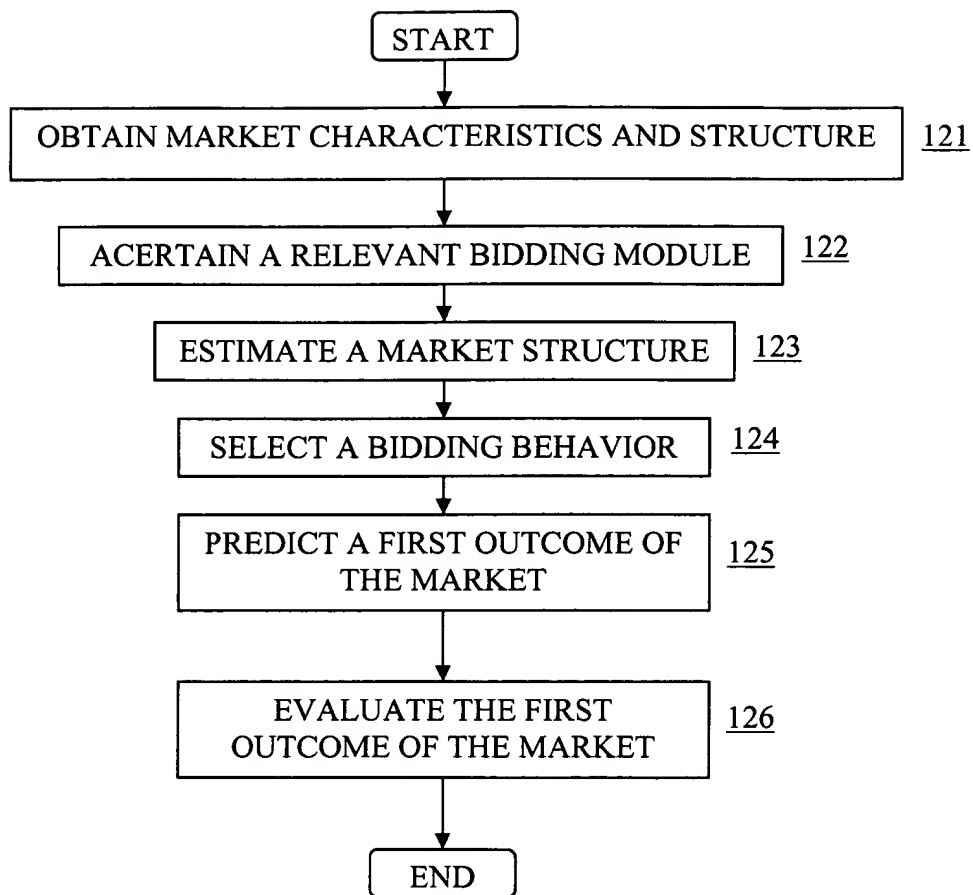 START
OBTAIN MARKET CHARACTERISTICS AND STRUCTURE
121
ACERTAIN A RELEVANT BIDDING MODULE
122
ESTIMATE A MARKET STRUCTURE
123
SELECT A BIDDING BEHAVIOR
124
PREDICT A FIRST OUTCOME OF
THE MARKET
125
EVALUATE THE FIRST
OUTCOME OF THE MARKET
126
END